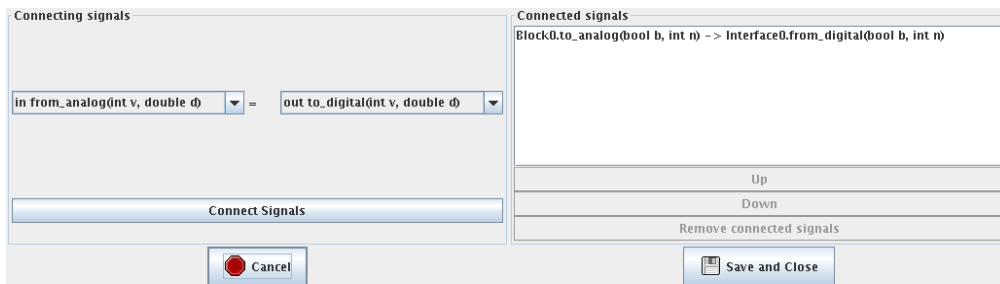 Connecting signals
in from_analog(int v, double d) = out to_digital(int v, double d)
Connect Signals
Cancel
Connected signals
Block0.to_analog(bool b, int n) -> Interface0.from_digital(bool b, int n)
Up
Down
Remove connected signals
Save and Close